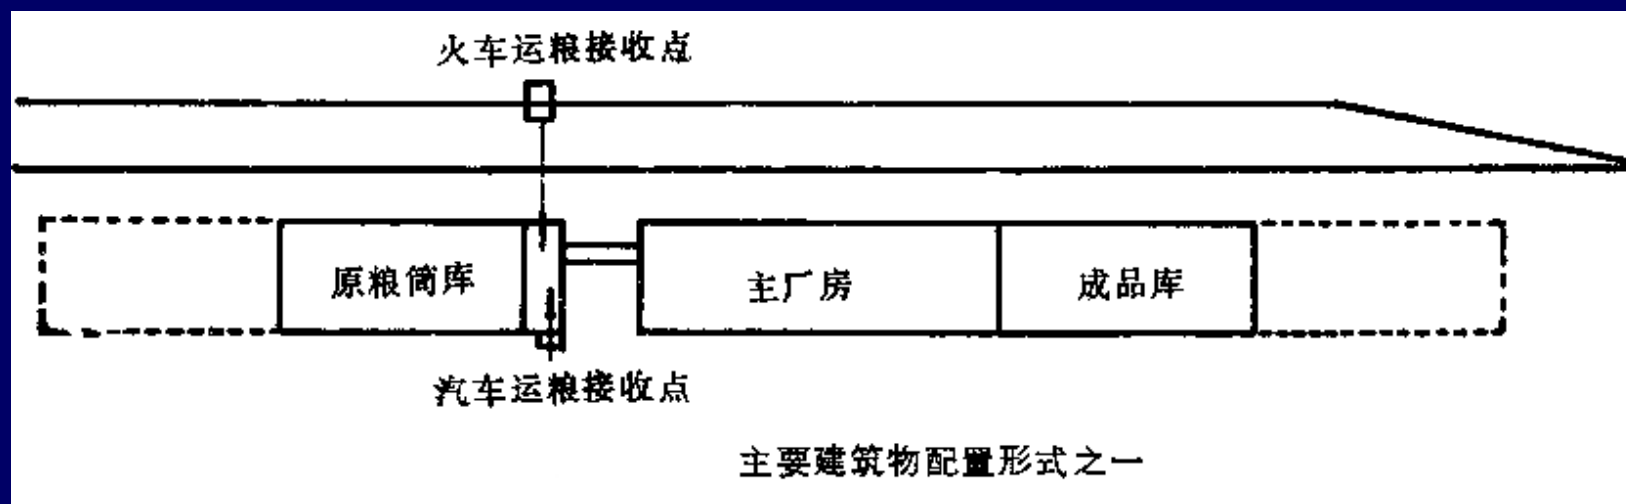 火车运粮接收点
原粮筒库
主厂房
成品库
汽车运粮接收点
主要建筑物配置形式之一